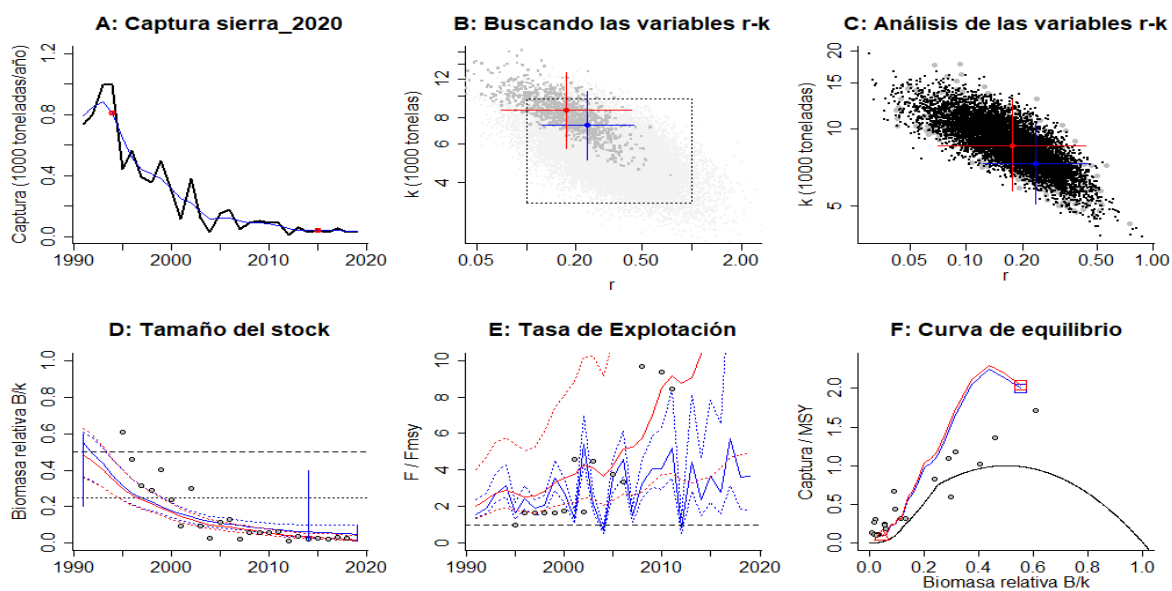 A: Captura sierra_2020
Captura (1000 toneladas/año)
0.0 0.4 0.8 1.2
1990 2000 2010 2020
B: Buscando las variables r-k
k (1000 tonelas)
4 6 8 12
0.05 0.20 0.50 2.00
r
C: Análisis de las variables r-k
k (1000 toneladas)
5 10 15 20
0.05 0.10 0.20 0.50 1.00
r
D: Tamaño del stock
Biomasa relativa B/k
0.0 0.2 0.4 0.6 0.8 1.0
1990 2000 2010 2020
E: Tasa de Explotación
F / Fmsy
0 2 4 6 8 10
1990 2000 2010 2020
F: Curva de equilibrio
Captura / MSY
0.0 0.5 1.0 1.5 2.0
0.0 0.2 0.4 0.6 0.8 1.0
Biomasa relativa B/k